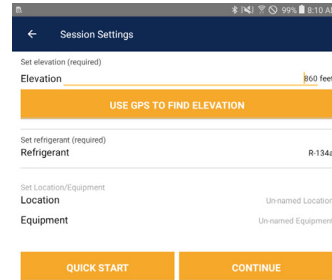 99% 8:10 AM
Session Settings
Set elevation (required)
Elevation 860 feet
USE GPS TO FIND ELEVATION
Set refrigerant (required)
Refrigerant R-134a
Set Location/Equipment
Location Un-named Location
Equipment Un-named Equipment
QUICK START CONTINUE